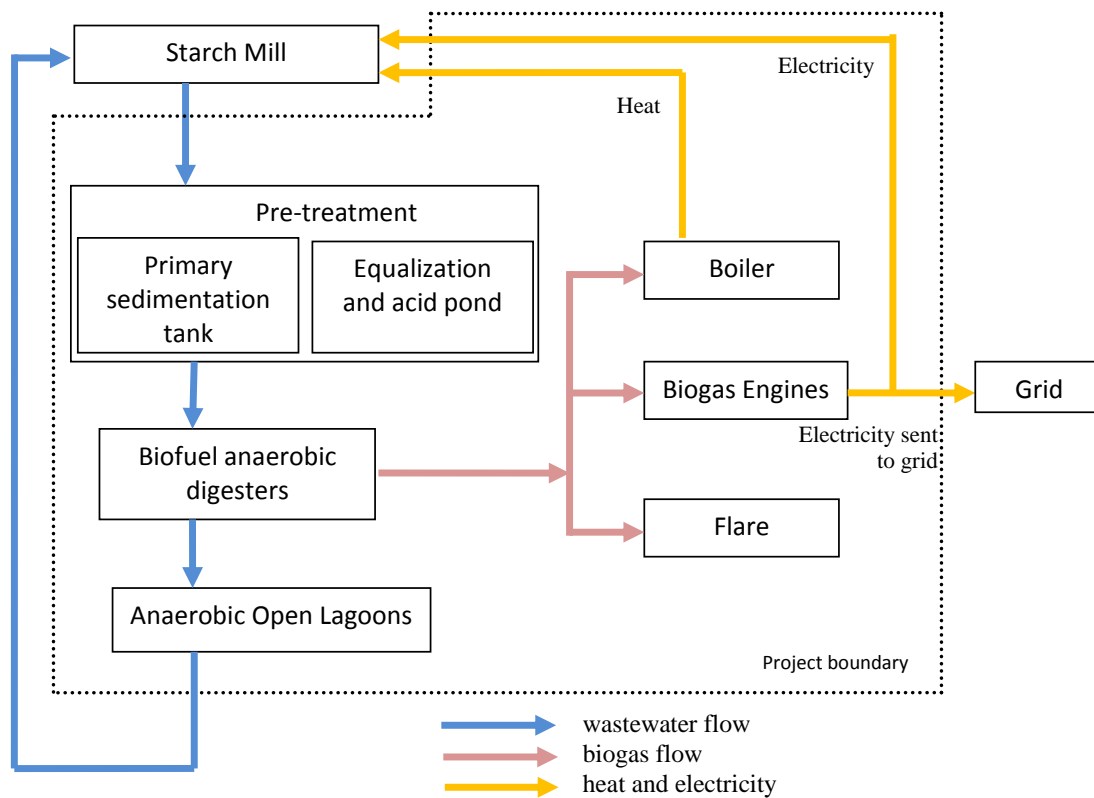 Starch Mill
Electricity
Heat
Pre-treatment
Primary
sedimentation
tank
Equalization
and acid pond
Boiler
Biogas Engines
Grid
Electricity sent
to grid
Biofuel anaerobic
digesters
Flare
Anaerobic Open Lagoons
Project boundary
wastewater flow
biogas flow
heat and electricity